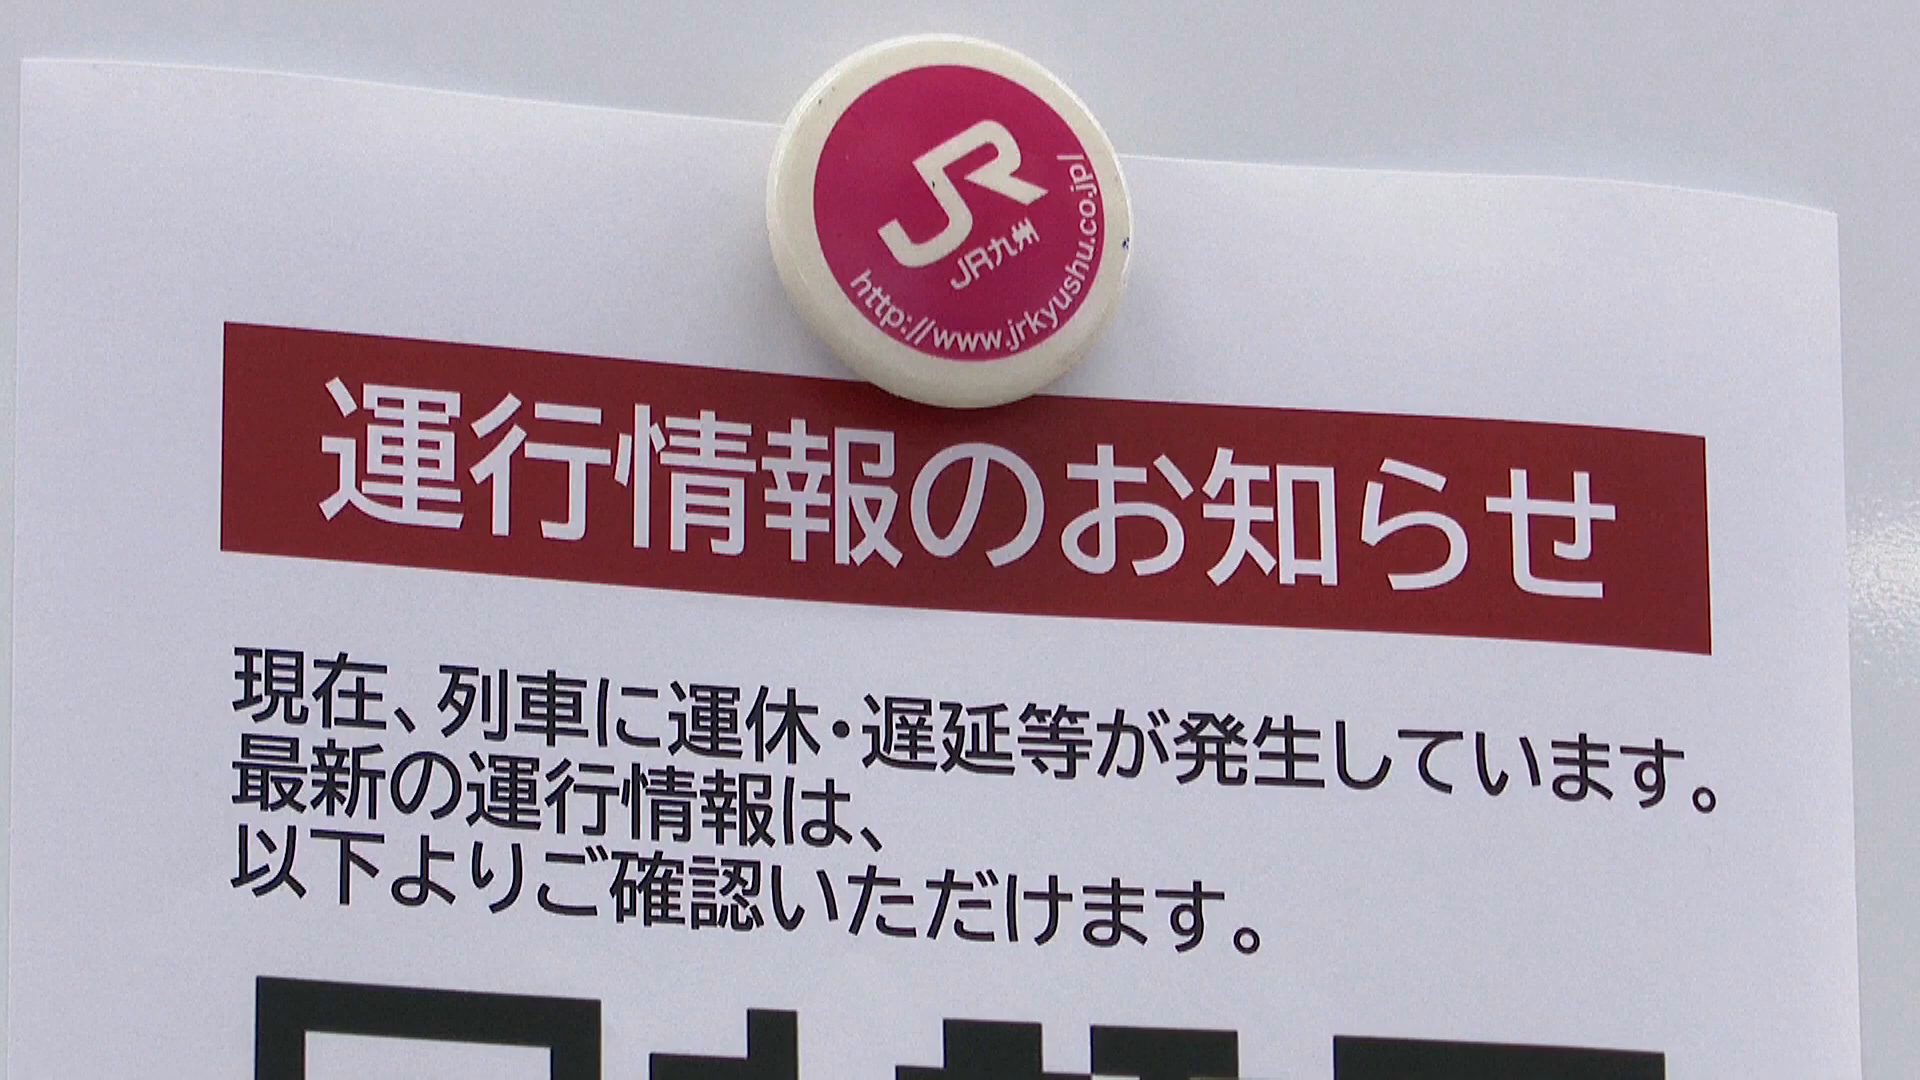 JR
JR九州
http://www.jrkyushu.co.jp/
運行情報のお知らせ
現在、列車に運休・遅延等が発生しています。
最新の運行情報は、
以下よりご確認いただけます。